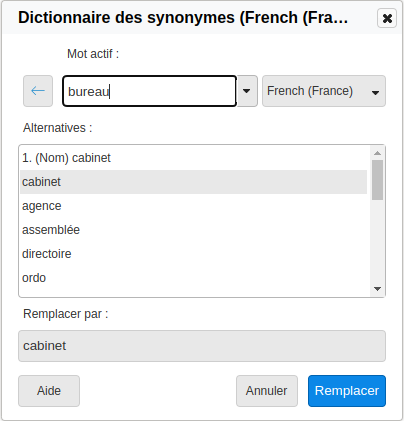 Dictionnaire des synonymes (French (Fra…
Mot actif :
bureau
French (France)
Alternatives :
1. (Nom) cabinet
cabinet
agence
assemblée
directoire
ordo
Remplacer par :
cabinet
Aide
Annuler
Remplacer